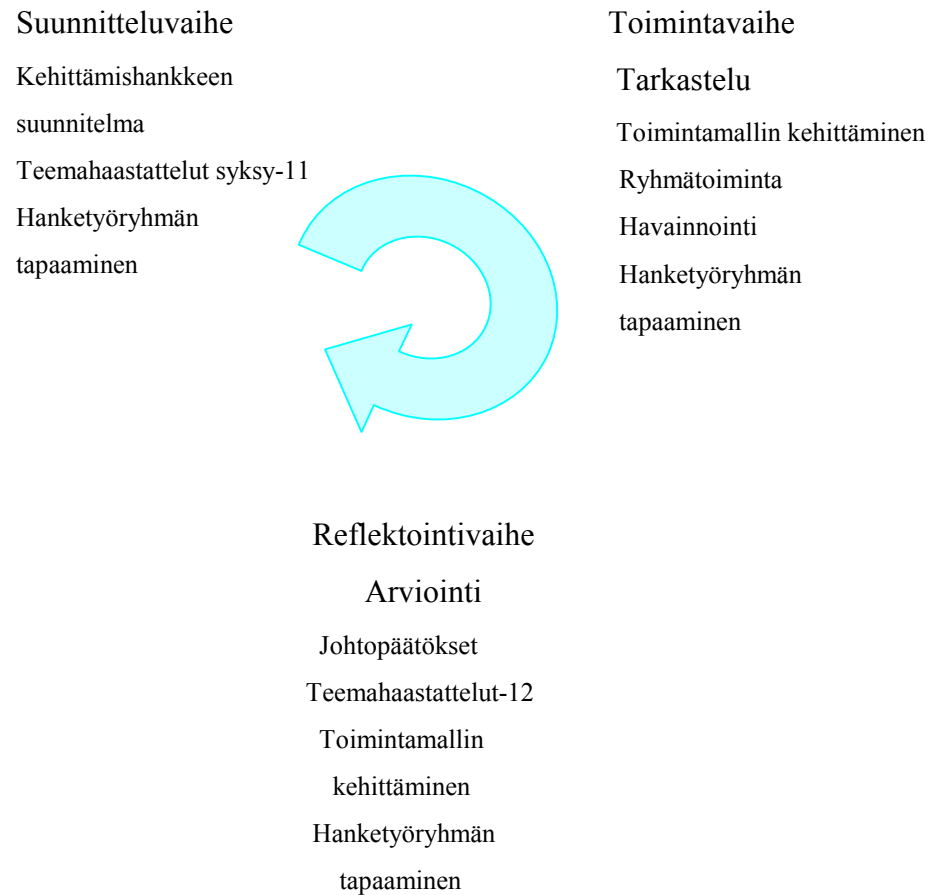 Suunnitteluvaihe
Kehittämishankkeen
suunnitelma
Teemahaastattelut syksy-11
Hanketyöryhmän
tapaaminen
Toimintavaihe
Tarkastelu
Toimintamallin kehittäminen
Ryhmätoiminta
Havainnointi
Hanketyöryhmän
tapaaminen
Reflektointivaihe
Arviointi
Johtopäätökset
Teemahaastattelut-12
Toimintamallin
kehittäminen
Hanketyöryhmän
tapaaminen